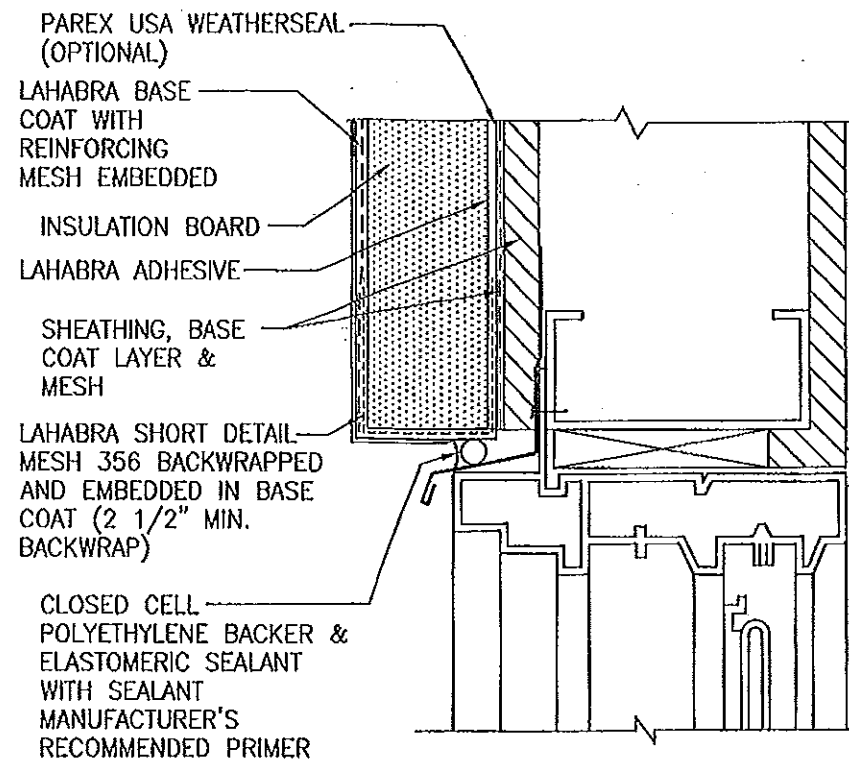 PAREX USA WEATHERSEAL
(OPTIONAL)
LAHABRA BASE
COAT WITH
REINFORCING
MESH EMBEDDED
INSULATION BOARD
LAHABRA ADHESIVE
SHEATHING, BASE
COAT LAYER &
MESH
LAHABRA SHORT DETAIL
MESH 356 BACKWRAPPED
AND EMBEDDED IN BASE
COAT (2 1/2" MIN.
BACKWRAP)
CLOSED CELL
POLYETHYLENE BACKER &
ELASTOMERIC SEALANT
WITH SEALANT
MANUFACTURER'S
RECOMMENDED PRIMER